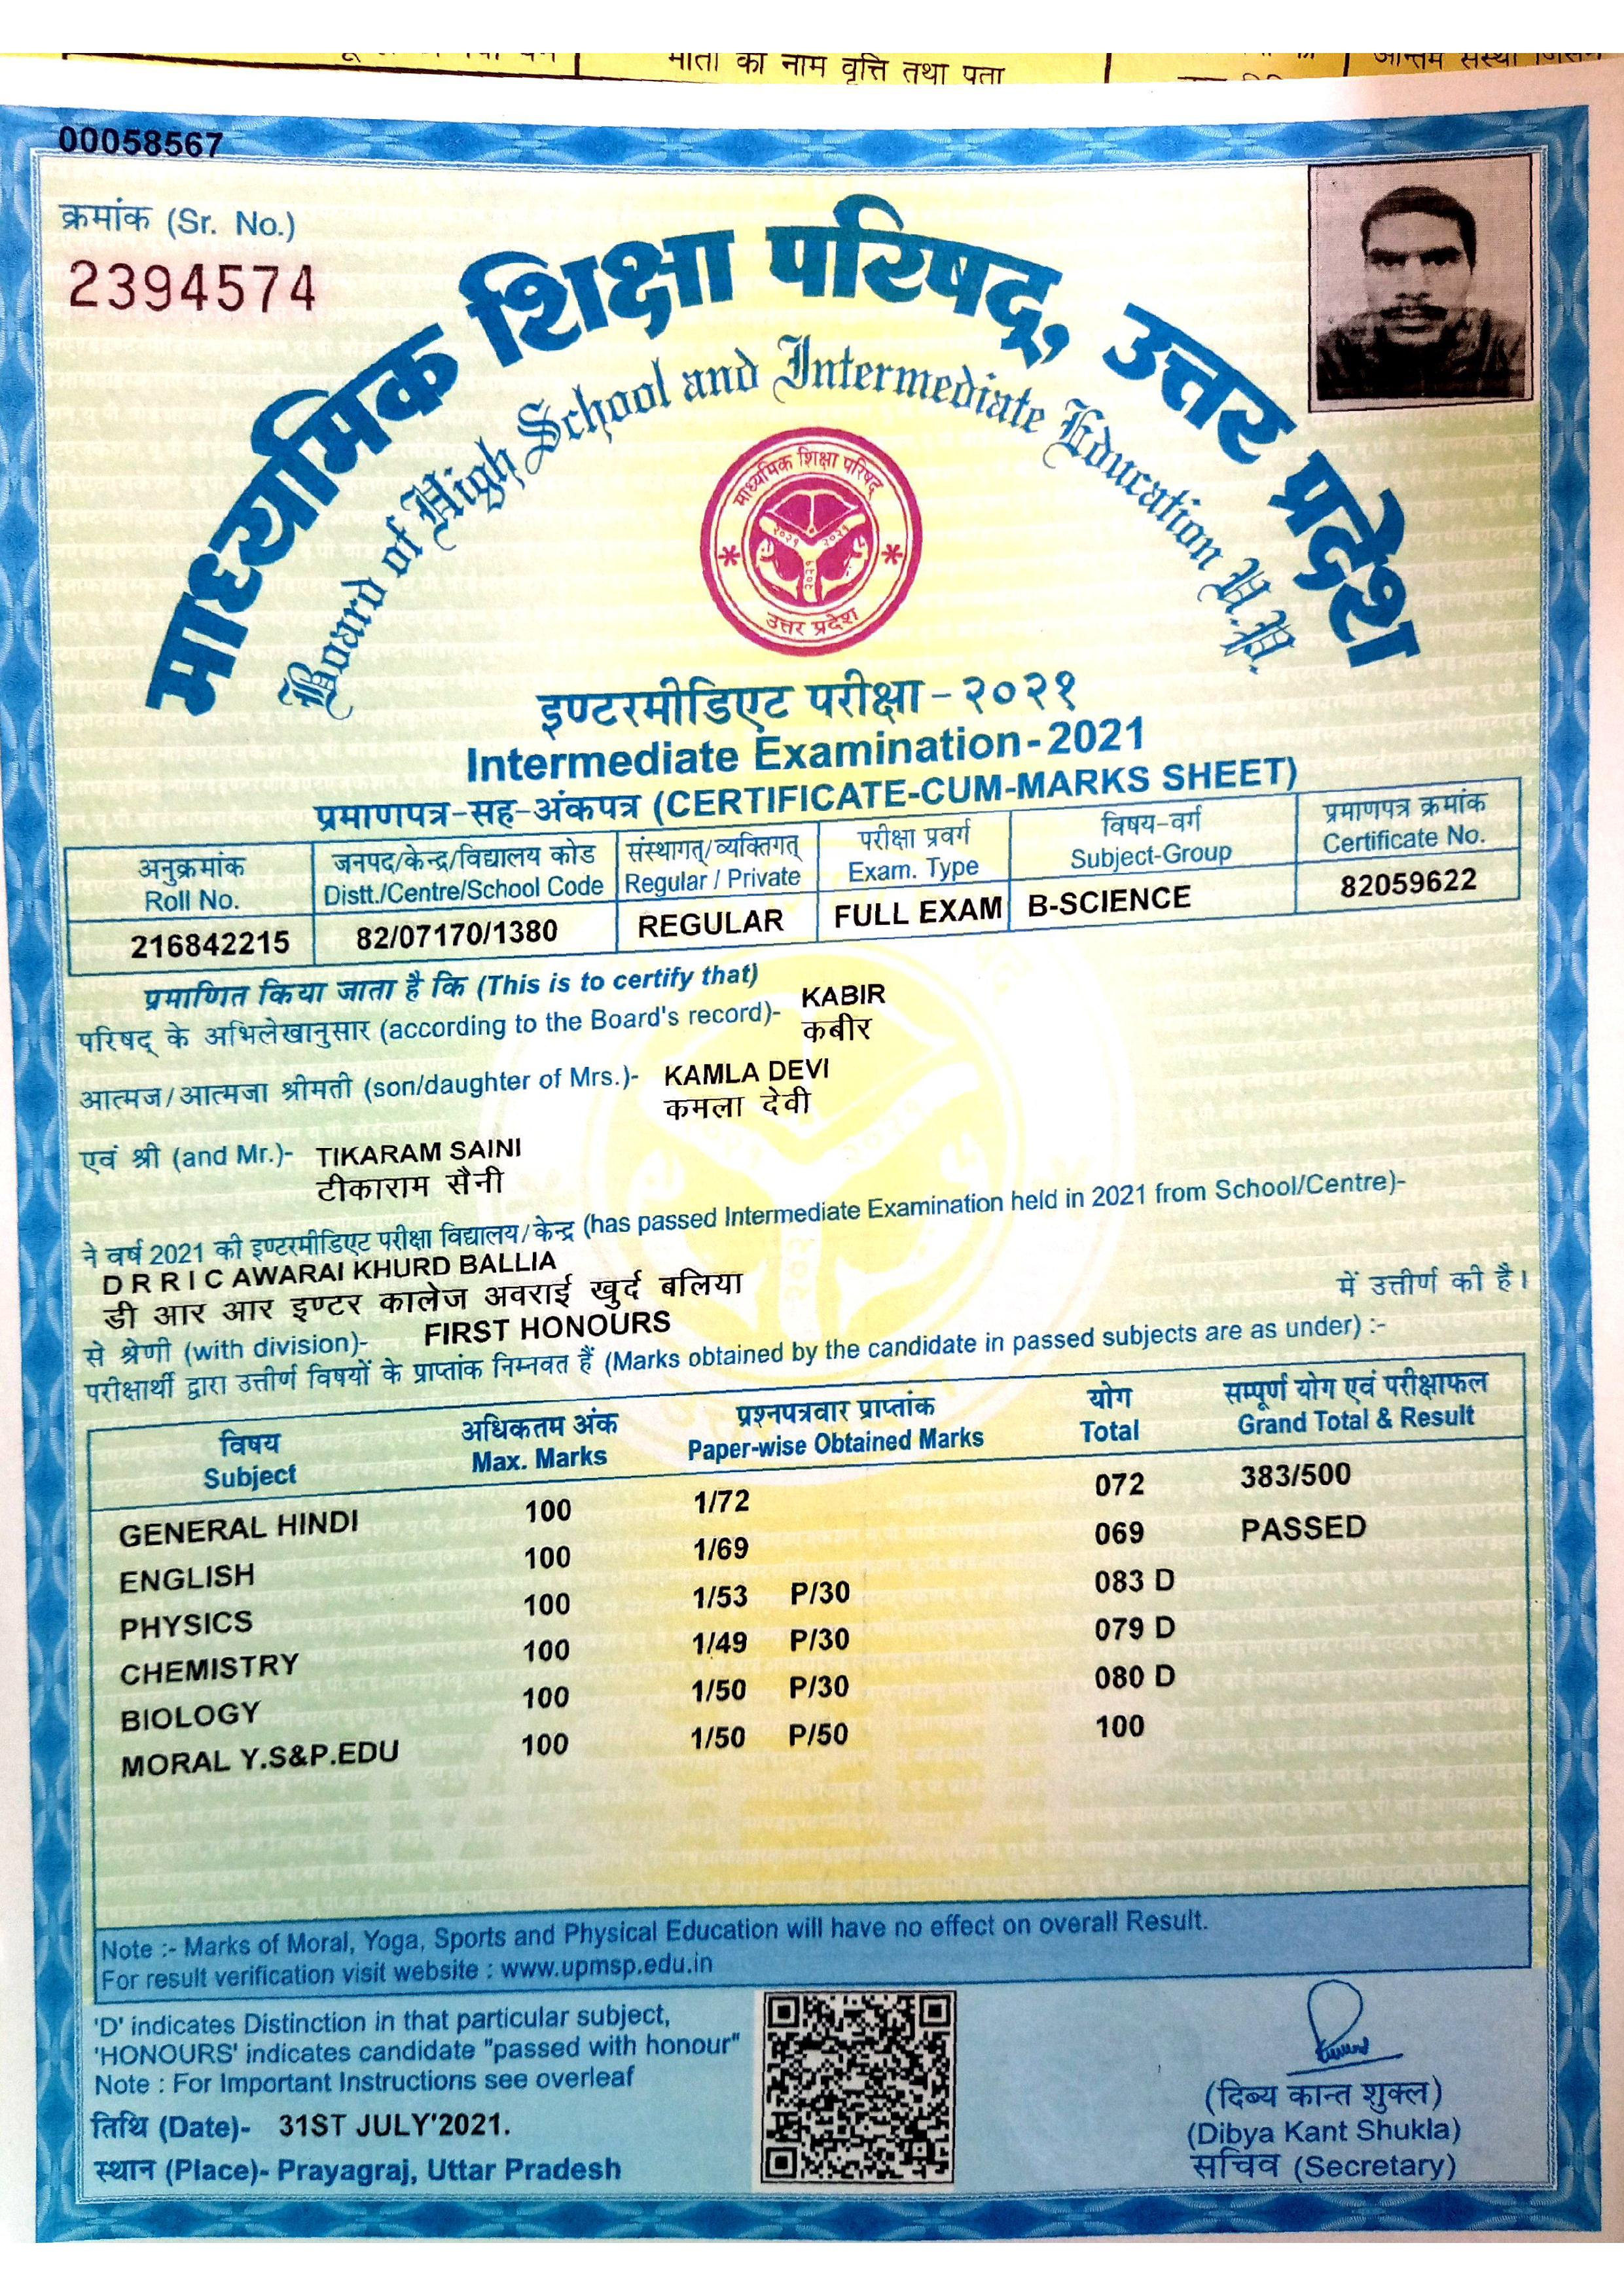 माता का नाम वृत्ति तथा पता
00058567
क्रमांक (Sr. No.)
2394574
माध्यमिक शिक्षा परिषद्, उत्तर प्रदेश
Board of High School and Intermediate Education U.P.
माध्यमिक शिक्षा परिषद्
उत्तर प्रदेश
इण्टरमीडिएट परीक्षा - २०२१
Intermediate Examination - 2021
प्रमाणपत्र-सह-अंकपत्र (CERTIFICATE-CUM-MARKS SHEET)
अनुक्रमांक जनपद/केन्द्र/विद्यालय कोड संस्थागत्/व्यक्तिगत् परीक्षा प्रवर्ग विषय-वर्ग प्रमाणपत्र क्रमांक
Roll No. Distt./Centre/School Code Regular / Private Exam. Type Subject-Group Certificate No.
216842215 82/07170/1380 REGULAR FULL EXAM B-SCIENCE 82059622
प्रमाणित किया जाता है कि (This is to certify that)
परिषद् के अभिलेखानुसार (according to the Board's record)- KABIR
कबीर
आत्मज/आत्मजा श्रीमती (son/daughter of Mrs.)- KAMLA DEVI
कमला देवी
एवं श्री (and Mr.)- TIKARAM SAINI
टीकाराम सैनी
ने वर्ष 2021 की इण्टरमीडिएट परीक्षा विद्यालय/केन्द्र (has passed Intermediate Examination held in 2021 from School/Centre)-
D R R I C AWARAI KHURD BALLIA
डी आर आर इण्टर कालेज अवराई खुर्द बलिया में उत्तीर्ण की है।
से श्रेणी (with division)- FIRST HONOURS
परीक्षार्थी द्वारा उत्तीर्ण विषयों के प्राप्तांक निम्नवत हैं (Marks obtained by the candidate in passed subjects are as under) :-
विषय अधिकतम अंक प्रश्नपत्रवार प्राप्तांक योग सम्पूर्ण योग एवं परीक्षाफल
Subject Max. Marks Paper-wise Obtained Marks Total Grand Total & Result
GENERAL HINDI 100 1/72 072 383/500
ENGLISH 100 1/69 069 PASSED
PHYSICS 100 1/53 P/30 083 D
CHEMISTRY 100 1/49 P/30 079 D
BIOLOGY 100 1/50 P/30 080 D
MORAL Y.S&P.EDU 100 1/50 P/50 100
Note :- Marks of Moral, Yoga, Sports and Physical Education will have no effect on overall Result.
For result verification visit website : www.upmsp.edu.in
'D' indicates Distinction in that particular subject,
'HONOURS' indicates candidate "passed with honour"
Note : For Important Instructions see overleaf
तिथि (Date)- 31ST JULY'2021.
स्थान (Place)- Prayagraj, Uttar Pradesh
(दिब्य कान्त शुक्ल)
(Dibya Kant Shukla)
सचिव (Secretary)